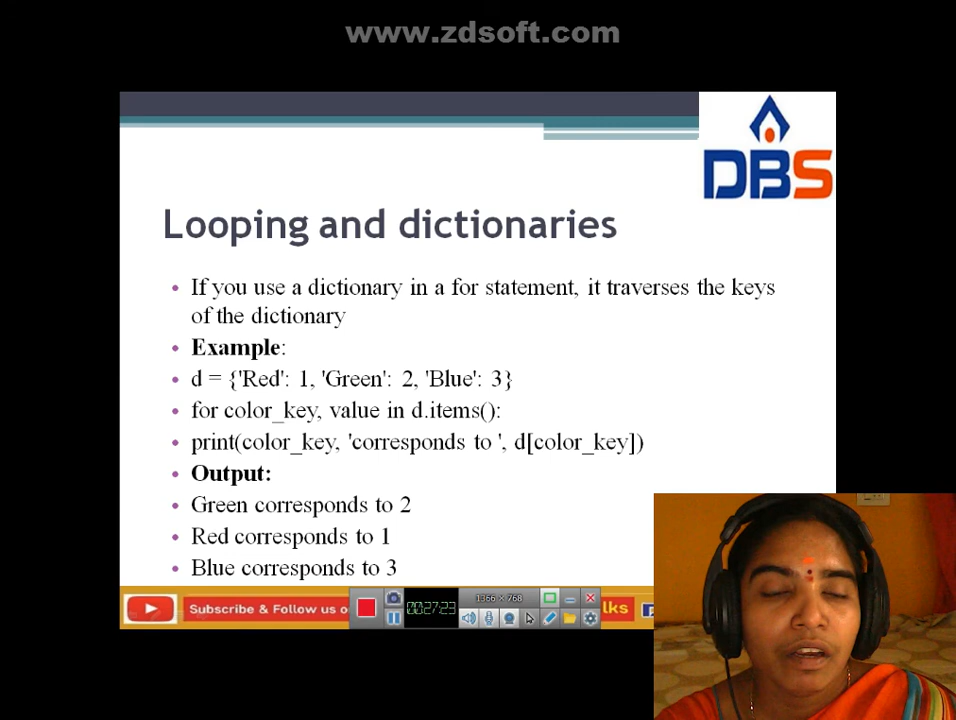 www.zdsoft.com
DBS
Looping and dictionaries
• If you use a dictionary in a for statement, it traverses the keys
of the dictionary
• Example:
• d = {'Red': 1, 'Green': 2, 'Blue': 3}
• for color_key, value in d.items():
• print(color_key, 'corresponds to ', d[color_key])
• Output:
• Green corresponds to 2
• Red corresponds to 1
• Blue corresponds to 3
Subscribe & Follow us o
00:27:23
1366 × 768
lks